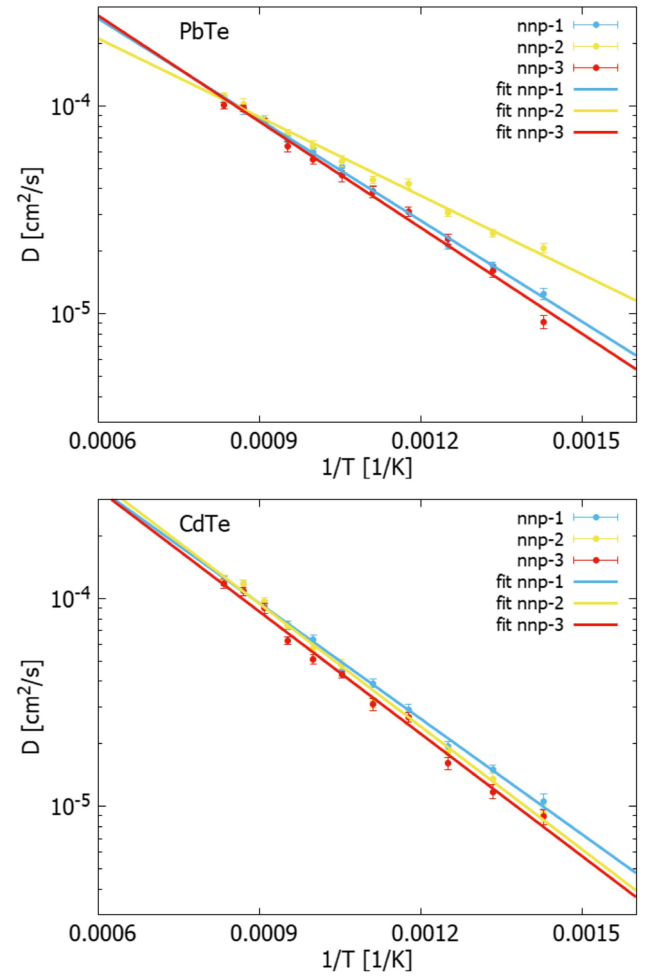 PbTe
nnp-1
nnp-2
nnp-3
fit nnp-1
fit nnp-2
fit nnp-3
10⁻⁴
10⁻⁵
D [cm²/s]
0.0006 0.0009 0.0012 0.0015
1/T [1/K]
CdTe
nnp-1
nnp-2
nnp-3
fit nnp-1
fit nnp-2
fit nnp-3
10⁻⁴
10⁻⁵
D [cm²/s]
0.0006 0.0009 0.0012 0.0015
1/T [1/K]